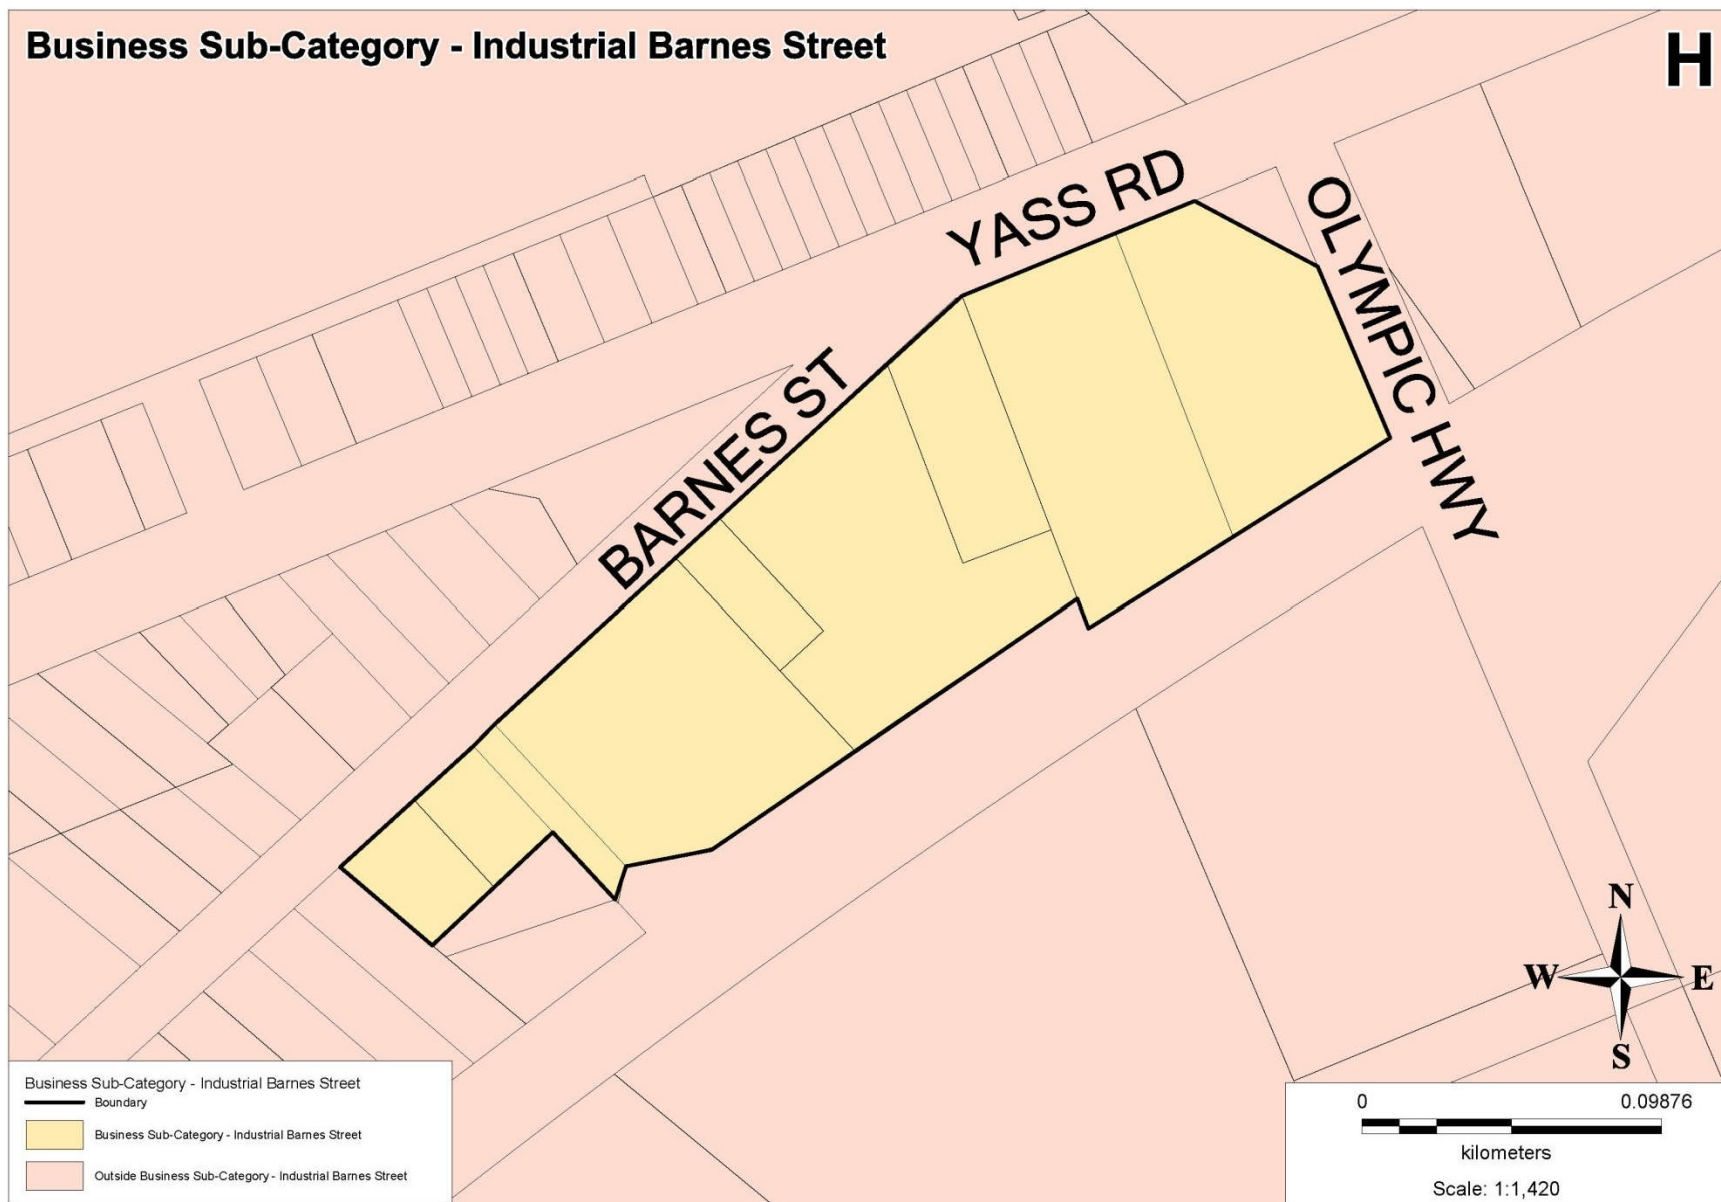 Business Sub-Category - Industrial Barnes Street
H
YASS RD
OLYMPIC HWY
BARNES ST
N
W
E
S
Business Sub-Category - Industrial Barnes Street
Boundary
Business Sub-Category - Industrial Barnes Street
Outside Business Sub-Category - Industrial Barnes Street
0
0.09876
kilometers
Scale: 1:1,420